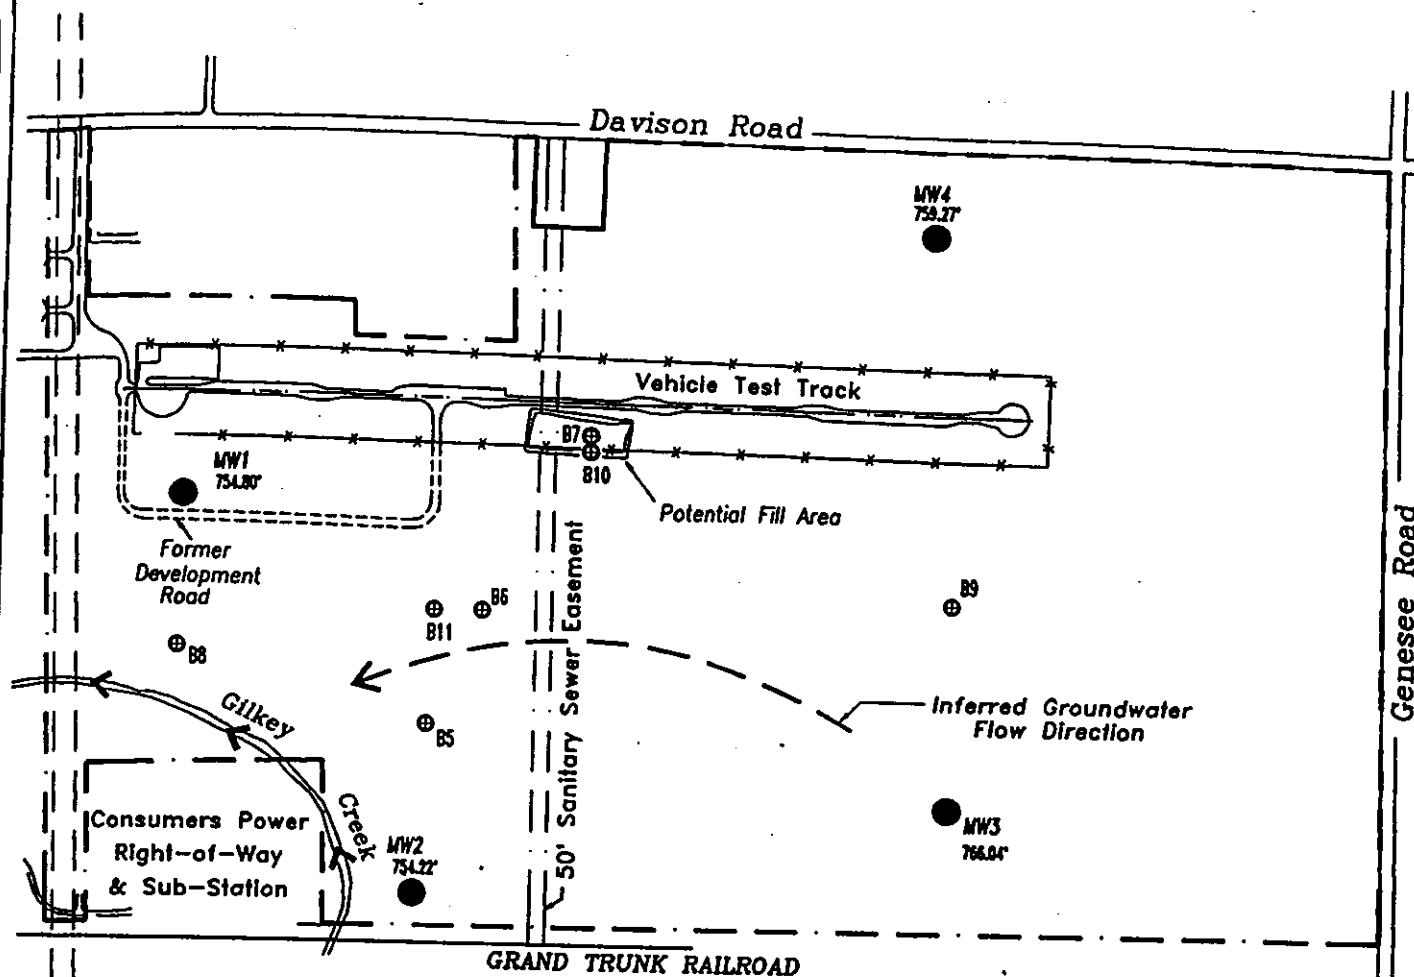 Davison Road
MW4
759.27'
Vehicle Test Track
B7
B10
MW1
754.80'
Potential Fill Area
Former
Development
Road
Genesee Road
50' Sanitary Sewer Easement
B9
B6
B11
B8
Gilkey
Creek
Inferred Groundwater
Flow Direction
B5
Consumers Power
Right-of-Way
& Sub-Station
MW2
754.22'
MW3
766.04'
GRAND TRUNK RAILROAD